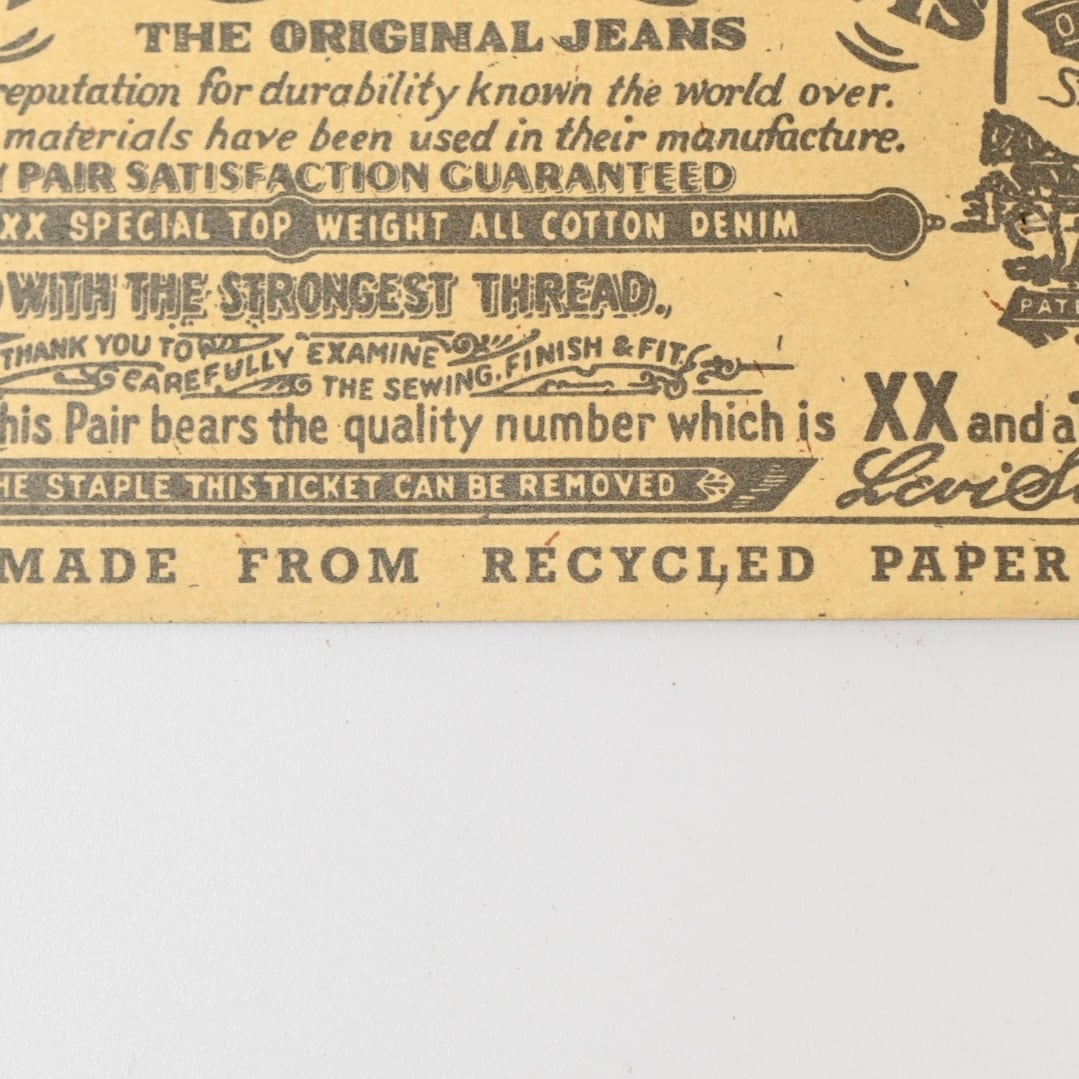 THE ORIGINAL JEANS
reputation for durability known the world over.
materials have been used in their manufacture.
PAIR SATISFACTION GUARANTEED
XX SPECIAL TOP WEIGHT ALL COTTON DENIM
WITH THE STRONGEST THREAD.,
THANK YOU TO CAREFULLY EXAMINE THE SEWING, FINISH & FIT.
his Pair bears the quality number which is XX and a
HE STAPLE THIS TICKET CAN BE REMOVED
Levi
MADE FROM RECYCLED PAPER